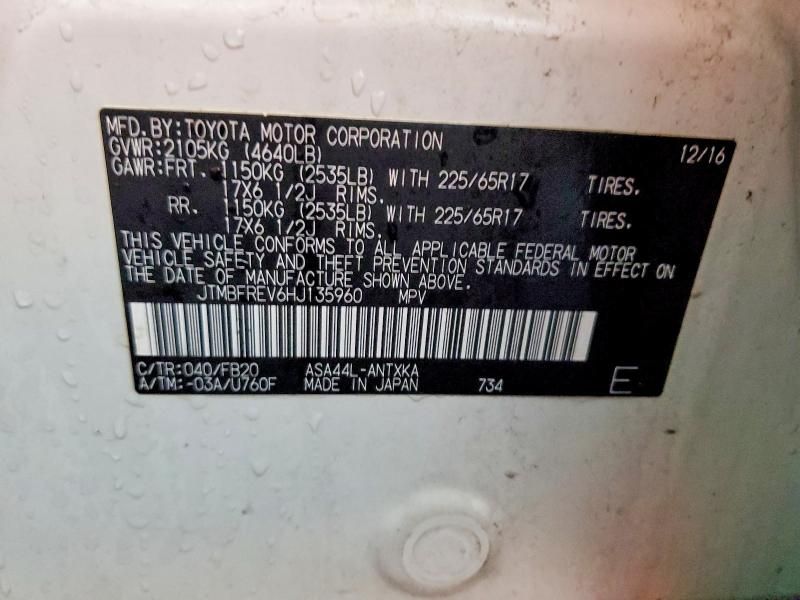 MFD.BY:TOYOTA MOTOR CORPORATION 12/16
GVWR:2105KG (4640LB)
GAWR:FRT. 1150KG (2535LB) WITH 225/65R17 TIRES.
17X6 1/2J RIMS.
RR. 1150KG (2535LB) WITH 225/65R17 TIRES.
17X6 1/2J RIMS.
THIS VEHICLE CONFORMS TO ALL APPLICABLE FEDERAL MOTOR
VEHICLE SAFETY AND THEFT PREVENTION STANDARDS IN EFFECT ON
THE DATE OF MANUFACTURE SHOWN ABOVE.
JTMBFREV6HJ135960 MPV
C/TR:040/FB20 ASA44L-ANTXKA
A/TM:-03A/U760F MADE IN JAPAN 734 E